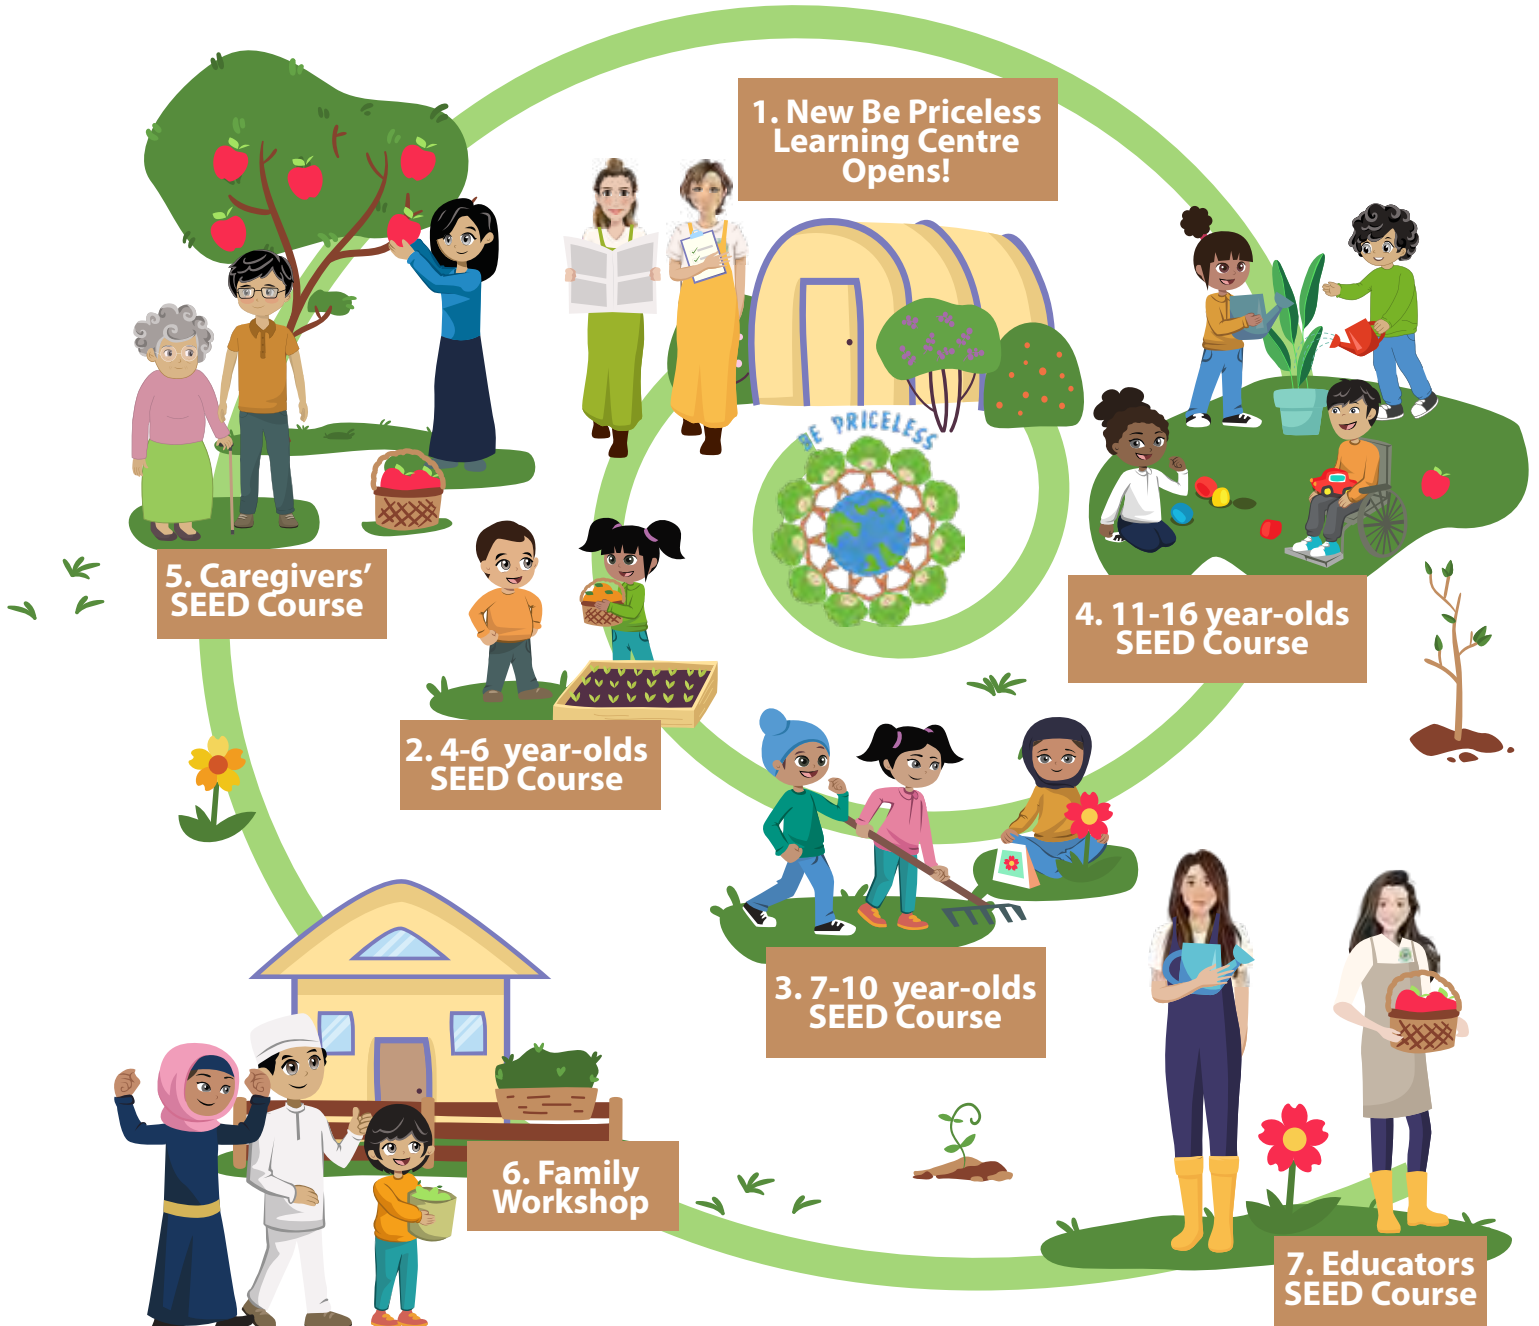 1. New Be Priceless
Learning Centre
Opens!
BE PRICELESS
2. 4-6 year-olds
SEED Course
3. 7-10 year-olds
SEED Course
4. 11-16 year-olds
SEED Course
5. Caregivers’
SEED Course
6. Family
Workshop
7. Educators
SEED Course